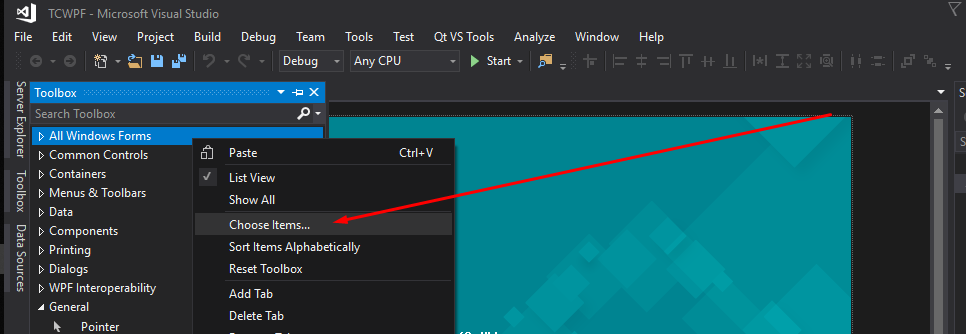 TCWPF - Microsoft Visual Studio
File Edit View Project Build Debug Team Tools Test Qt VS Tools Analyze Window Help
Debug Any CPU Start
Server Explorer
Toolbox
Data Sources
Toolbox
Search Toolbox
All Windows Forms
Common Controls
Containers
Menus & Toolbars
Data
Components
Printing
Dialogs
WPF Interoperability
General
Pointer
Paste Ctrl+V
List View
Show All
Choose Items...
Sort Items Alphabetically
Reset Toolbox
Add Tab
Delete Tab